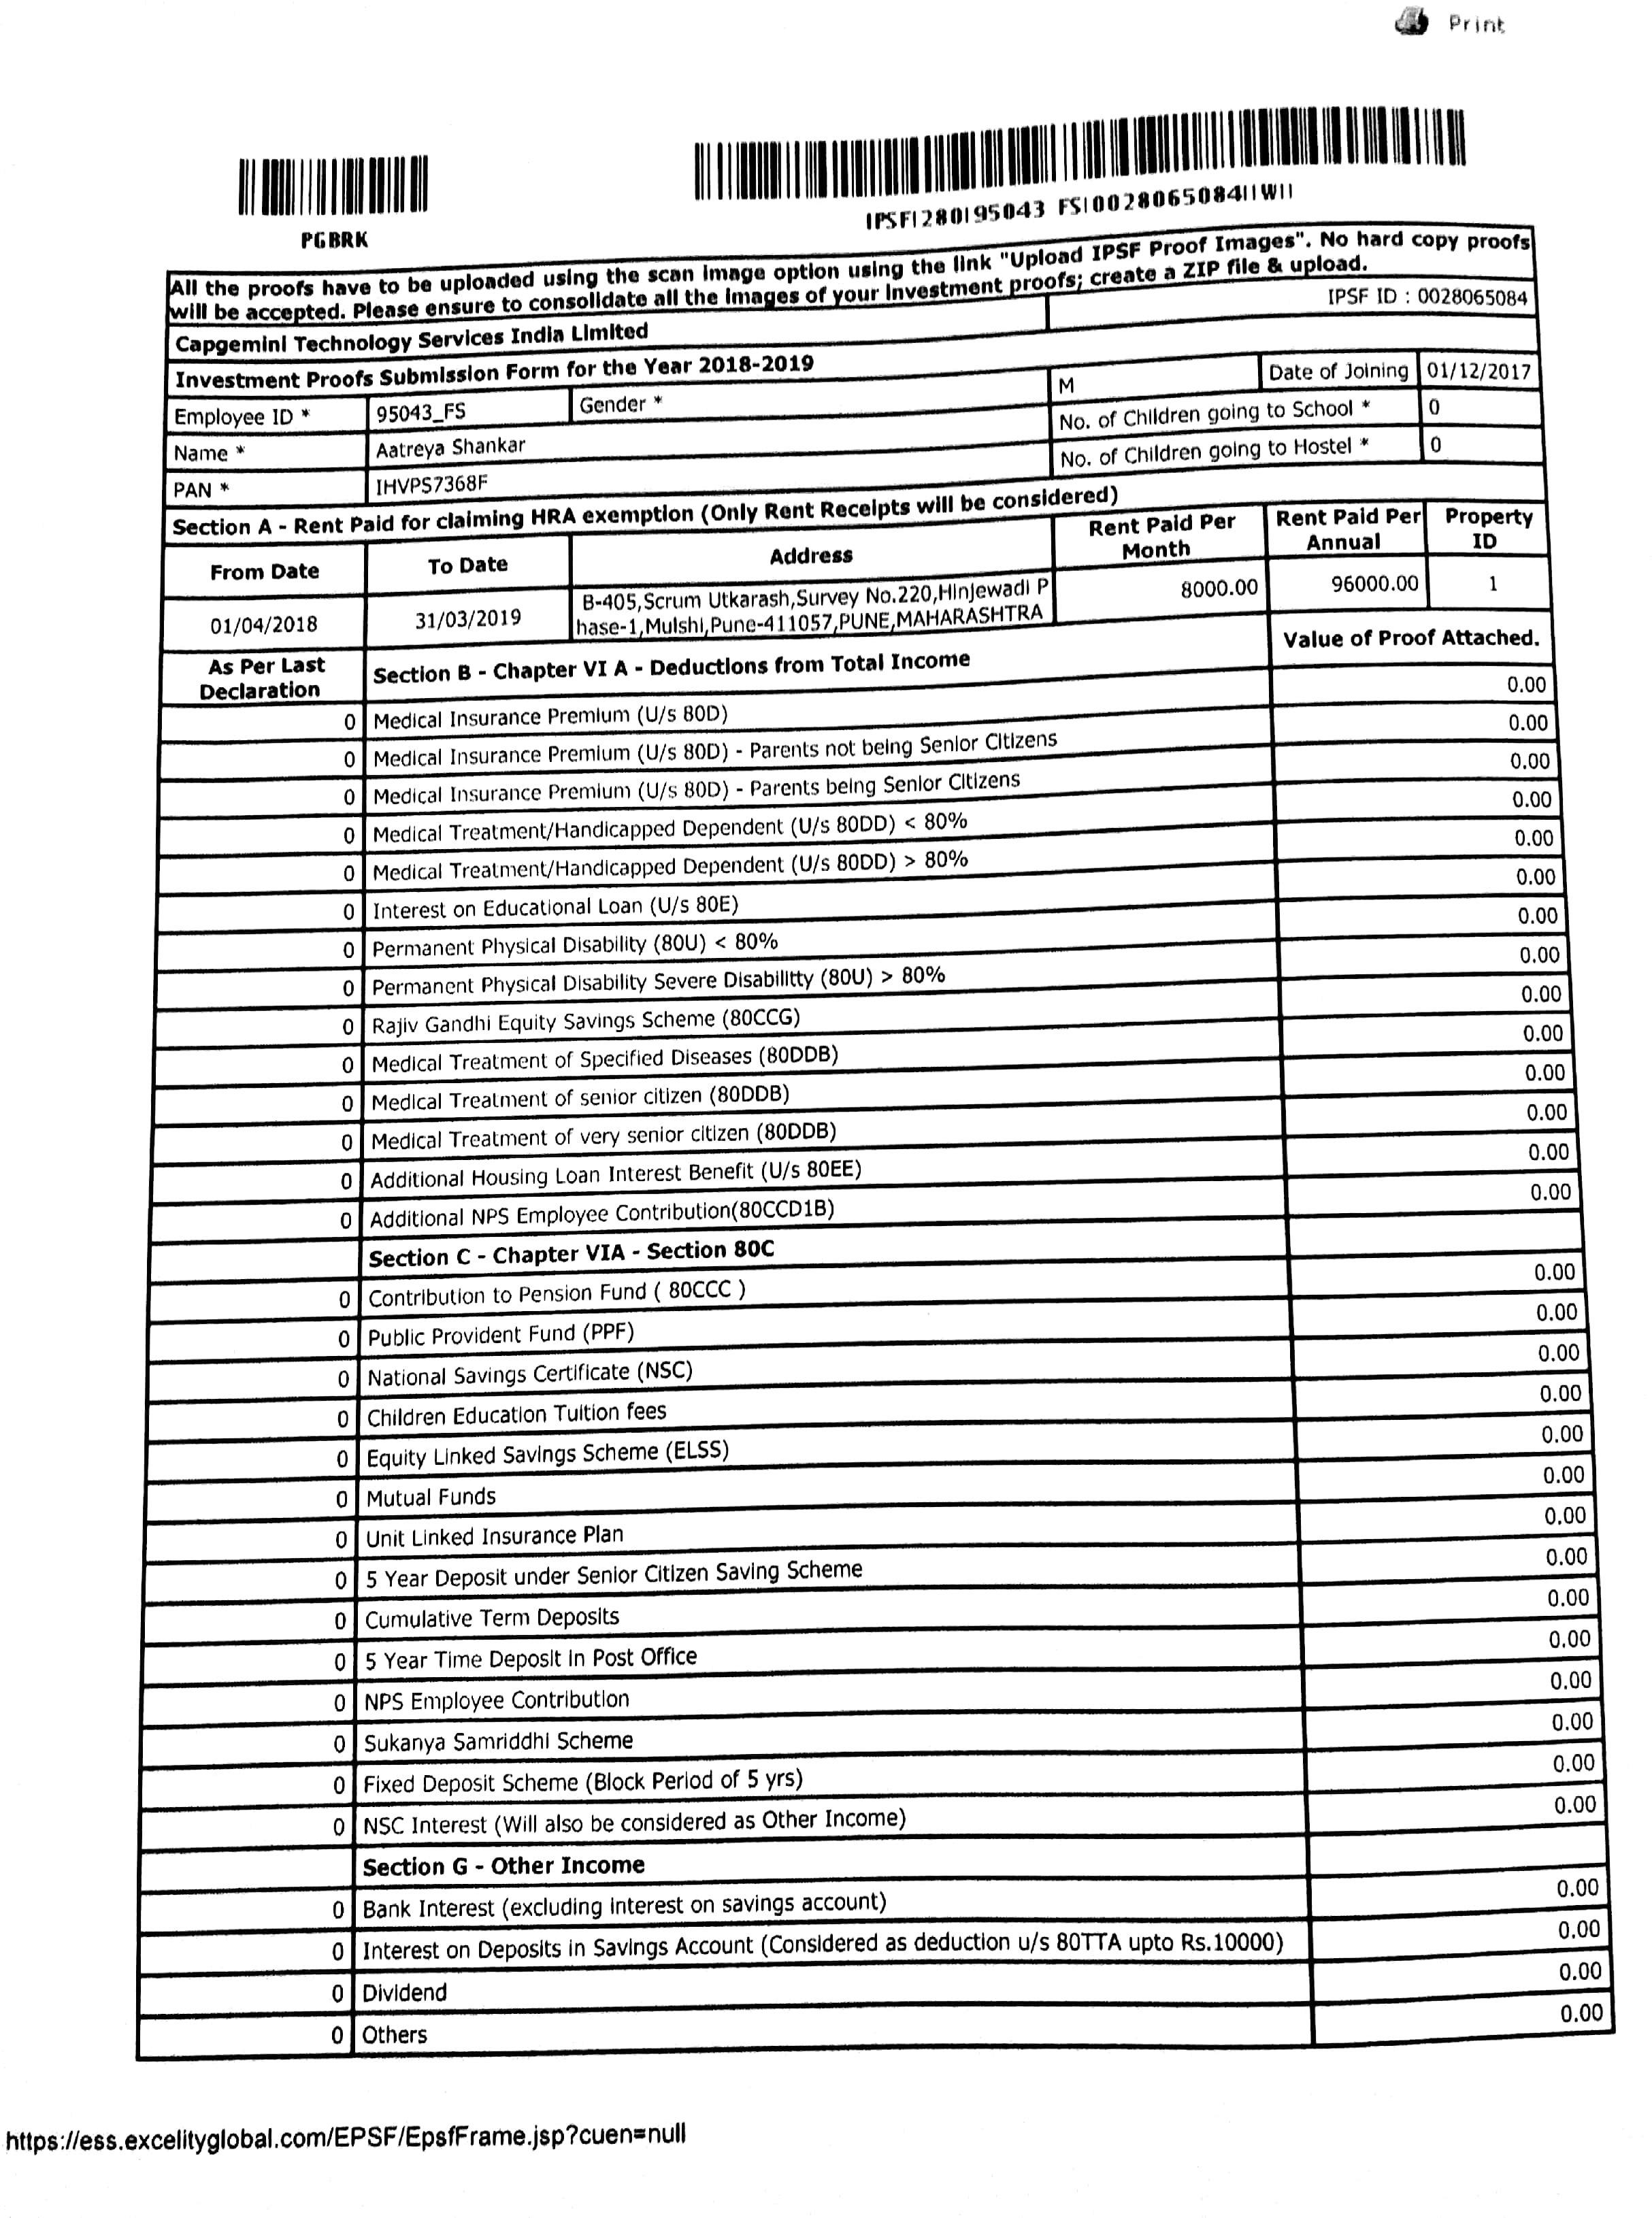 Print
PGBRK
IPSF1280195043 FS1002806508411W11
All the proofs have to be uploaded using the scan image option using the link "Upload IPSF Proof Images". No hard copy proofs
will be accepted. Please ensure to consolidate all the images of your investment proofs; create a ZIP file & upload.
IPSF ID : 0028065084
Capgemini Technology Services India Limited
Investment Proofs Submission Form for the Year 2018-2019
Employee ID * 95043_FS Gender * M Date of Joining 01/12/2017
Name * Aatreya Shankar No. of Children going to School * 0
PAN * IHVPS7368F No. of Children going to Hostel * 0
Section A - Rent Paid for claiming HRA exemption (Only Rent Receipts will be considered)
From Date To Date Address Rent Paid Per Month Rent Paid Per Annual Property ID
01/04/2018 31/03/2019 B-405,Scrum Utkarash,Survey No.220,Hinjewadi P 8000.00 96000.00 1
hase-1,Mulshi,Pune-411057,PUNE,MAHARASHTRA
As Per Last Declaration Section B - Chapter VI A - Deductions from Total Income Value of Proof Attached.
0 Medical Insurance Premium (U/s 80D) 0.00
0 Medical Insurance Premium (U/s 80D) - Parents not being Senior Citizens 0.00
0 Medical Insurance Premium (U/s 80D) - Parents being Senior Citizens 0.00
0 Medical Treatment/Handicapped Dependent (U/s 80DD) < 80% 0.00
0 Medical Treatment/Handicapped Dependent (U/s 80DD) > 80% 0.00
0 Interest on Educational Loan (U/s 80E) 0.00
0 Permanent Physical Disability (80U) < 80% 0.00
0 Permanent Physical Disability Severe Disabilitty (80U) > 80% 0.00
0 Rajiv Gandhi Equity Savings Scheme (80CCG) 0.00
0 Medical Treatment of Specified Diseases (80DDB) 0.00
0 Medical Treatment of senior citizen (80DDB) 0.00
0 Medical Treatment of very senior citizen (80DDB) 0.00
0 Additional Housing Loan Interest Benefit (U/s 80EE) 0.00
0 Additional NPS Employee Contribution(80CCD1B) 0.00
Section C - Chapter VIA - Section 80C
0 Contribution to Pension Fund ( 80CCC ) 0.00
0 Public Provident Fund (PPF) 0.00
0 National Savings Certificate (NSC) 0.00
0 Children Education Tuition fees 0.00
0 Equity Linked Savings Scheme (ELSS) 0.00
0 Mutual Funds 0.00
0 Unit Linked Insurance Plan 0.00
0 5 Year Deposit under Senior Citizen Saving Scheme 0.00
0 Cumulative Term Deposits 0.00
0 5 Year Time Deposit in Post Office 0.00
0 NPS Employee Contribution 0.00
0 Sukanya Samriddhi Scheme 0.00
0 Fixed Deposit Scheme (Block Period of 5 yrs) 0.00
0 NSC Interest (Will also be considered as Other Income) 0.00
Section G - Other Income
0 Bank Interest (excluding interest on savings account) 0.00
0 Interest on Deposits in Savings Account (Considered as deduction u/s 80TTA upto Rs.10000) 0.00
0 Dividend 0.00
0 Others 0.00
https://ess.excelityglobal.com/EPSF/EpsfFrame.jsp?cuen=null